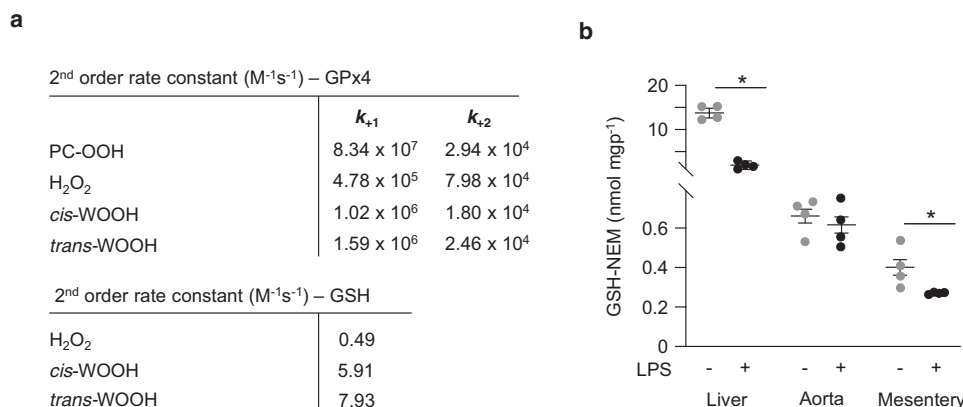 a
2nd order rate constant (M-1s-1) – GPx4
k+1 k+2
PC-OOH 8.34 x 10⁷ 2.94 x 10⁴
H₂O₂ 4.78 x 10⁵ 7.98 x 10⁴
cis-WOOH 1.02 x 10⁶ 1.80 x 10⁴
trans-WOOH 1.59 x 10⁶ 2.46 x 10⁴
2nd order rate constant (M-1s-1) – GSH
H₂O₂ 0.49
cis-WOOH 5.91
trans-WOOH 7.93
b
GSH-NEM (nmol mgp-1)
20
10
0.6
0.4
0.2
0
*
*
LPS - + - + - +
Liver Aorta Mesentery